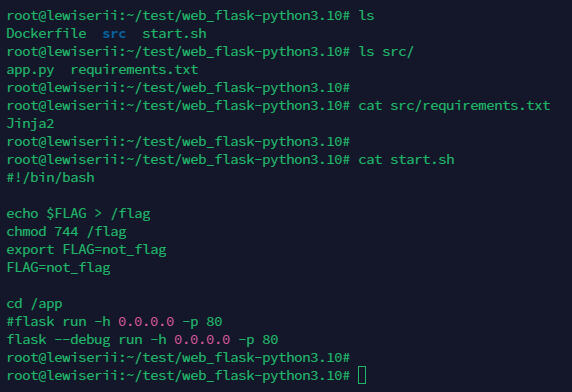 root@lewiserii:~/test/web_flask-python3.10# ls
Dockerfile  src  start.sh
root@lewiserii:~/test/web_flask-python3.10# ls src/
app.py  requirements.txt
root@lewiserii:~/test/web_flask-python3.10#
root@lewiserii:~/test/web_flask-python3.10# cat src/requirements.txt
Jinja2
root@lewiserii:~/test/web_flask-python3.10#
root@lewiserii:~/test/web_flask-python3.10# cat start.sh
#!/bin/bash

echo $FLAG > /flag
chmod 744 /flag
export FLAG=not_flag
FLAG=not_flag

cd /app
#flask run -h 0.0.0.0 -p 80
flask --debug run -h 0.0.0.0 -p 80
root@lewiserii:~/test/web_flask-python3.10#
root@lewiserii:~/test/web_flask-python3.10#